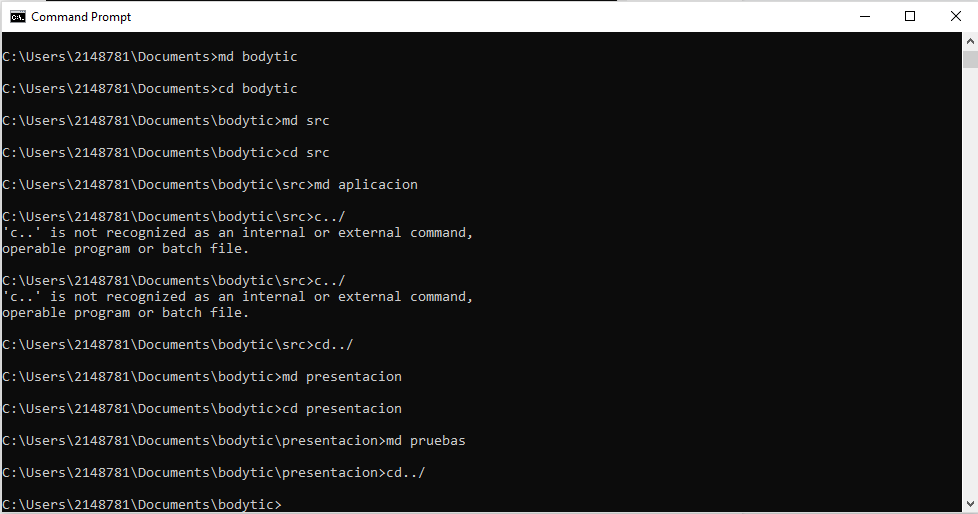 Command Prompt
C:\Users\2148781\Documents>md bodytic
C:\Users\2148781\Documents>cd bodytic
C:\Users\2148781\Documents\bodytic>md src
C:\Users\2148781\Documents\bodytic>cd src
C:\Users\2148781\Documents\bodytic\src>md aplicacion
C:\Users\2148781\Documents\bodytic\src>c../
'c..' is not recognized as an internal or external command,
operable program or batch file.
C:\Users\2148781\Documents\bodytic\src>c../
'c..' is not recognized as an internal or external command,
operable program or batch file.
C:\Users\2148781\Documents\bodytic\src>cd../
C:\Users\2148781\Documents\bodytic>md presentacion
C:\Users\2148781\Documents\bodytic>cd presentacion
C:\Users\2148781\Documents\bodytic\presentacion>md pruebas
C:\Users\2148781\Documents\bodytic\presentacion>cd../
C:\Users\2148781\Documents\bodytic>